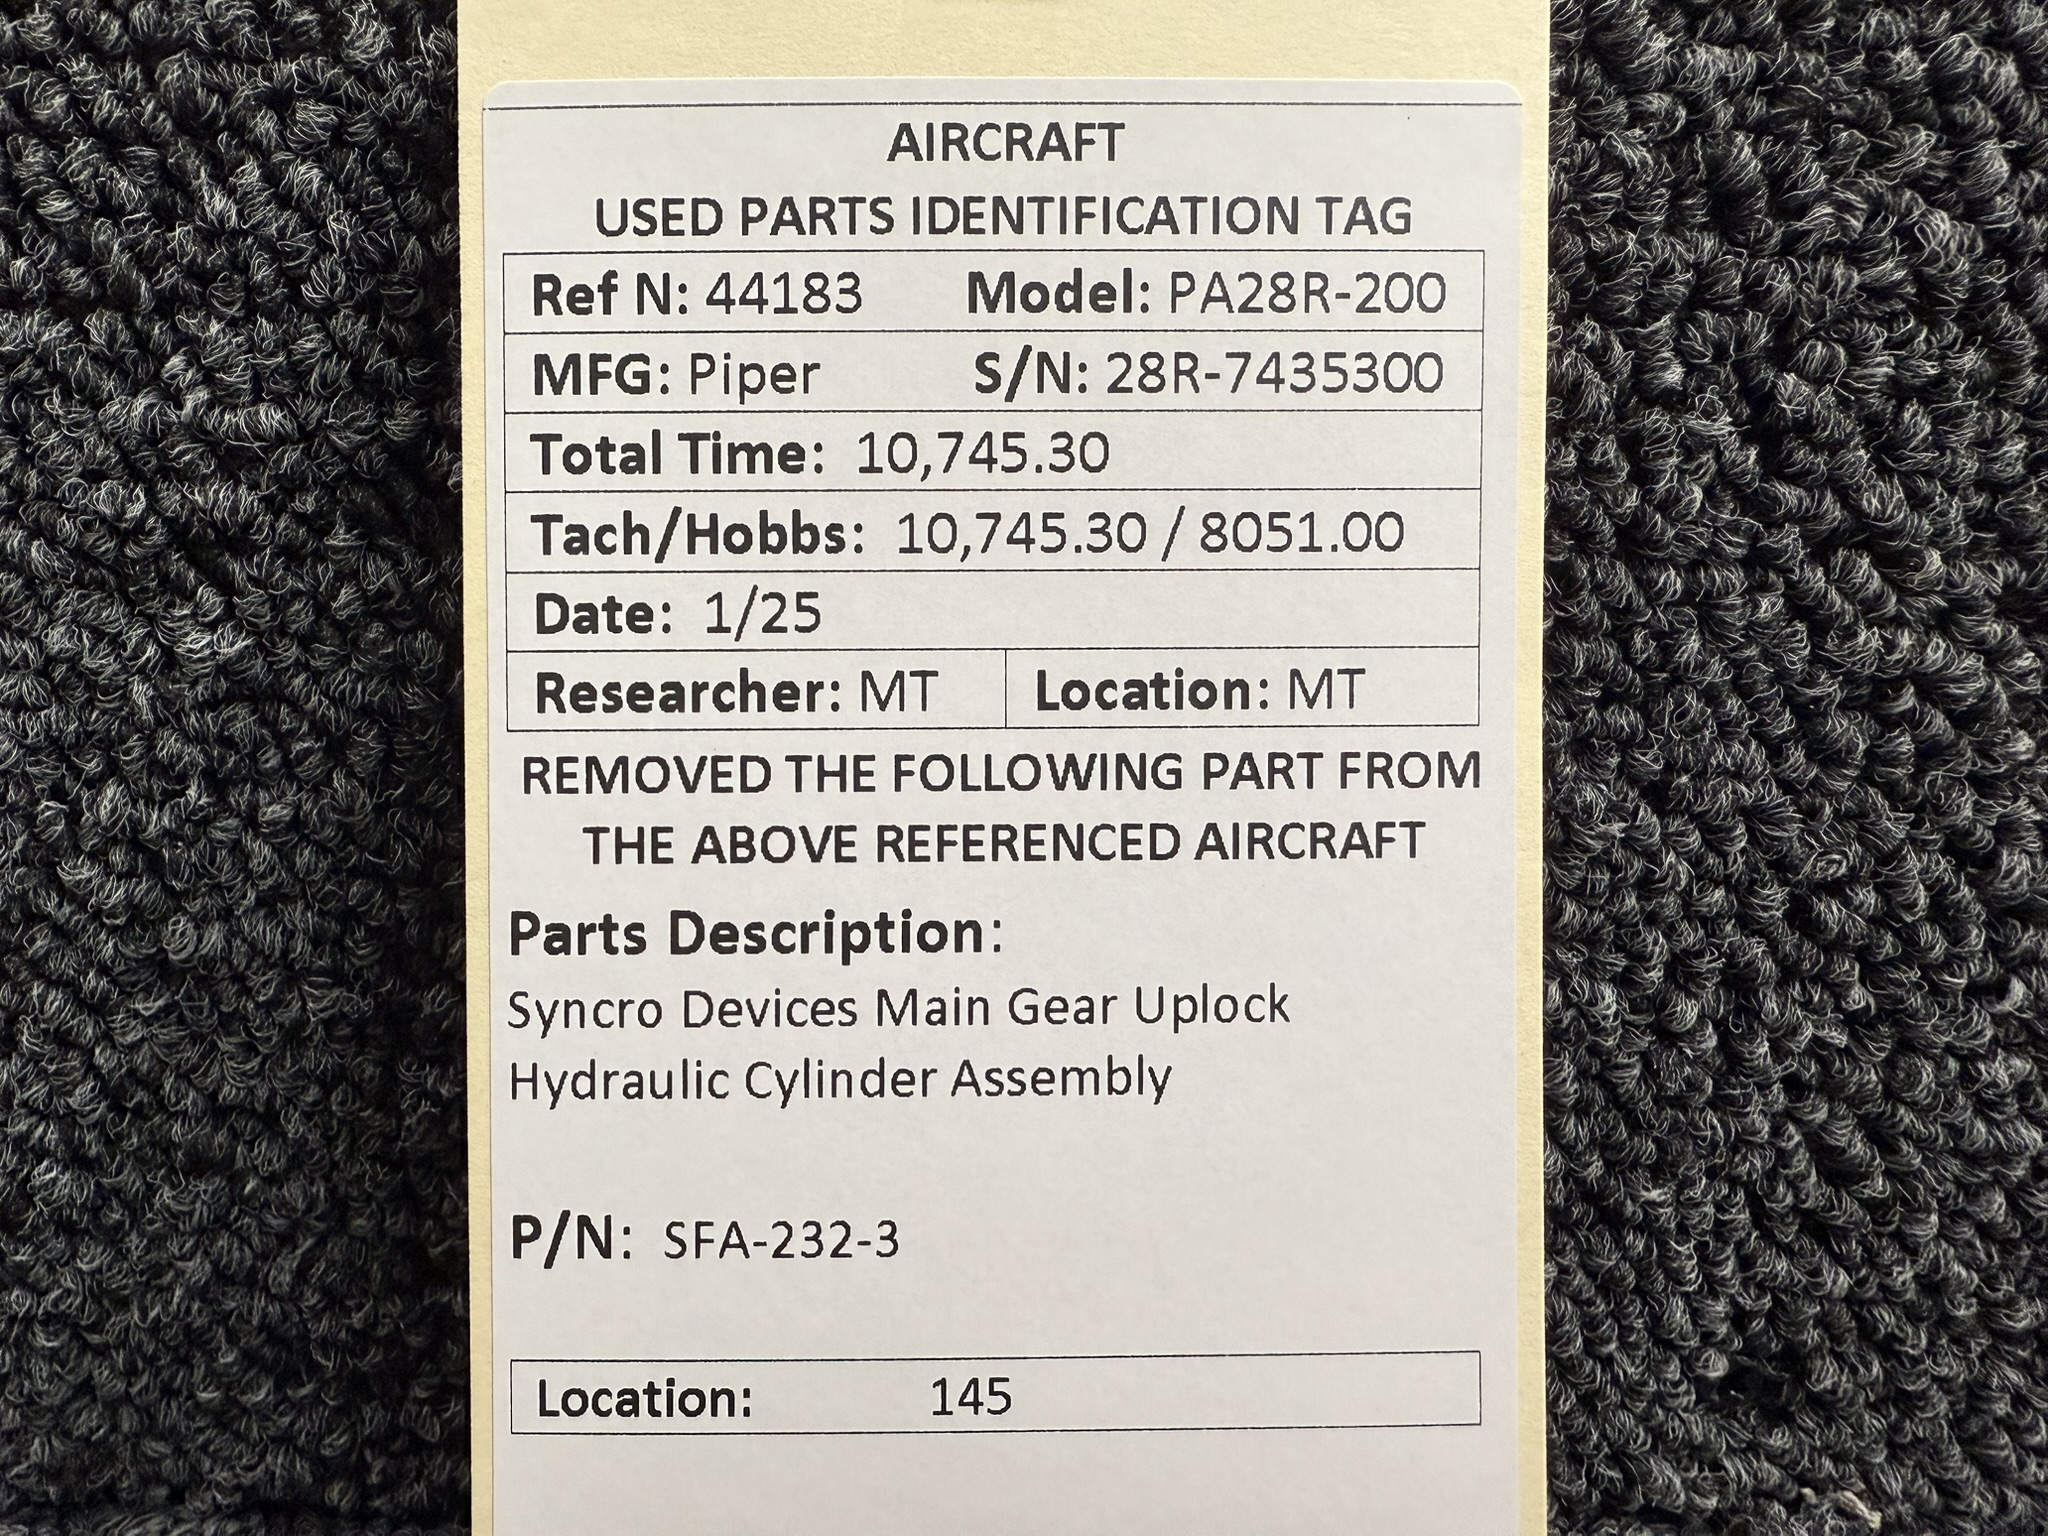 AIRCRAFT
USED PARTS IDENTIFICATION TAG
Ref N: 44183 Model: PA28R-200
MFG: Piper S/N: 28R-7435300
Total Time: 10,745.30
Tach/Hobbs: 10,745.30 / 8051.00
Date: 1/25
Researcher: MT Location: MT
REMOVED THE FOLLOWING PART FROM
THE ABOVE REFERENCED AIRCRAFT
Parts Description:
Syncro Devices Main Gear Uplock
Hydraulic Cylinder Assembly
P/N: SFA-232-3
Location: 145